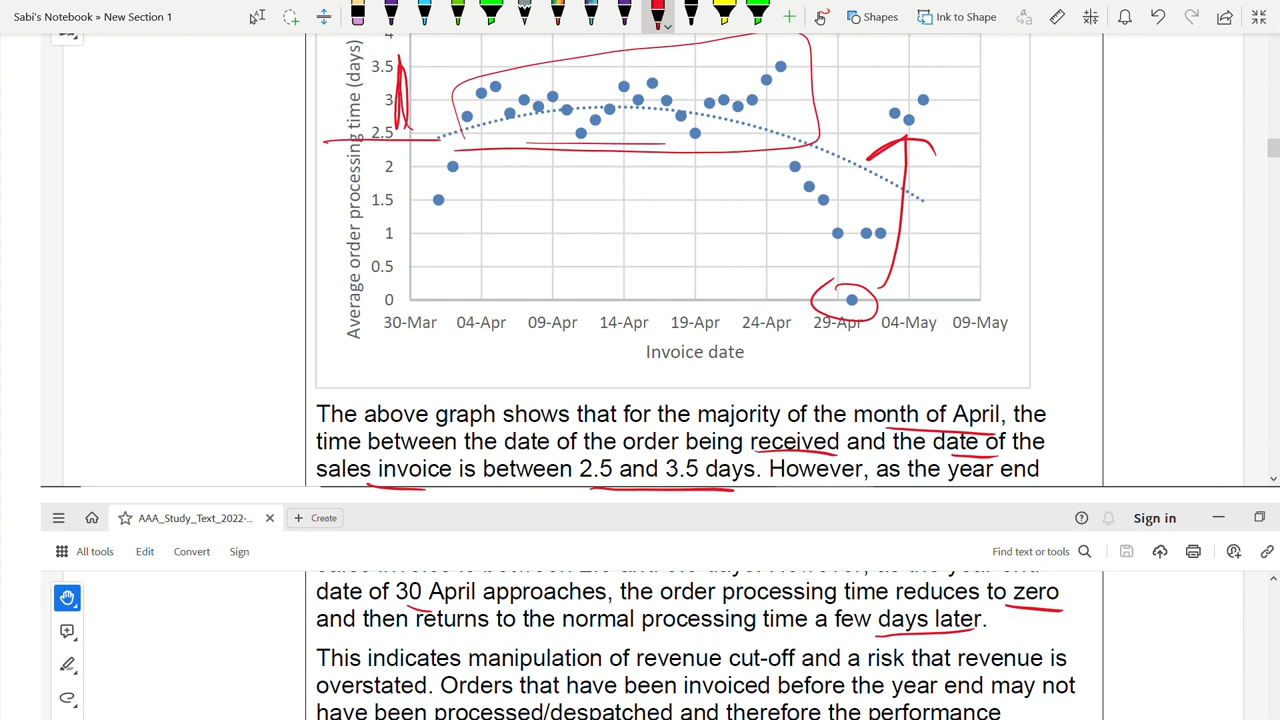 Sabi's Notebook » New Section 1
Shapes
Ink to Shape
4
3.5
3
2.5
2
1.5
1
0.5
0
Average order processing time (days)
30-Mar 04-Apr 09-Apr 14-Apr 19-Apr 24-Apr 29-Apr 04-May 09-May
Invoice date
The above graph shows that for the majority of the month of April, the
time between the date of the order being received and the date of the
sales invoice is between 2.5 and 3.5 days. However, as the year end
AAA_Study_Text_2022-...
Create
Sign in
All tools Edit Convert Sign
Find text or tools
date of 30 April approaches, the order processing time reduces to zero
and then returns to the normal processing time a few days later.
This indicates manipulation of revenue cut-off and a risk that revenue is
overstated. Orders that have been invoiced before the year end may not
have been processed/despatched and therefore the performance